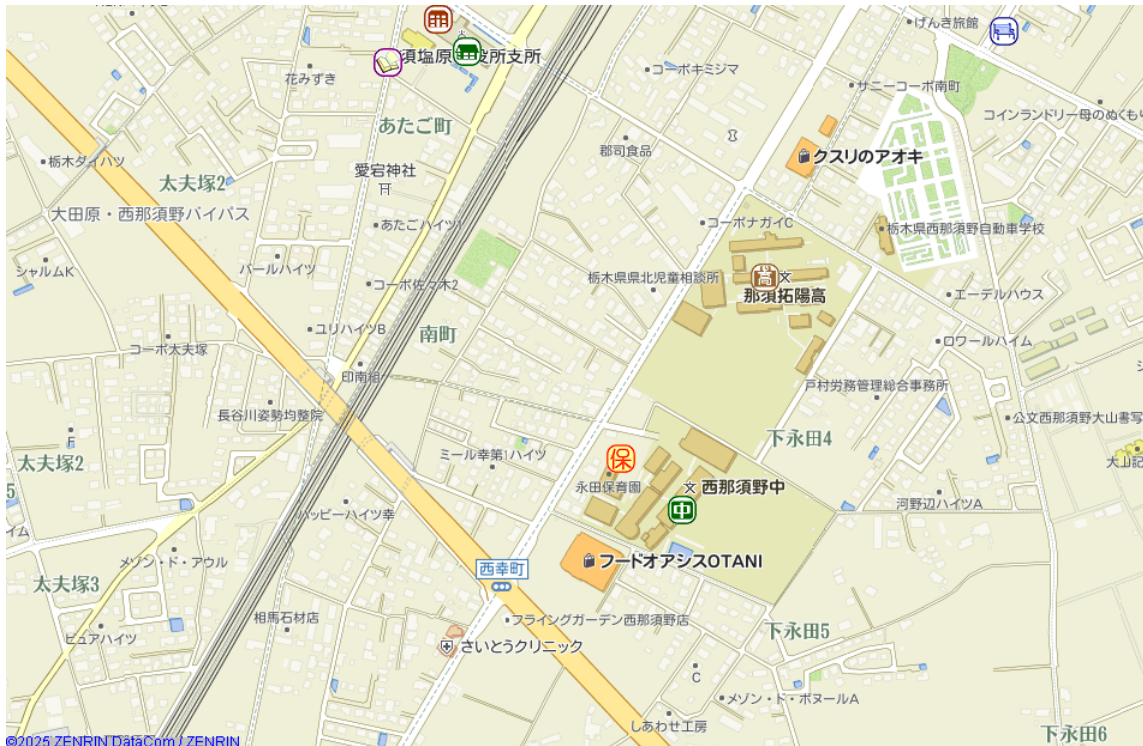 げんき旅館
須塩原
役所支所
コーポキミジマ
花みずき
サニーコーポ南町
コインランドリー母のぬくもり
あたご町
郡司食品
クスリのアオキ
栃木ダイハツ
愛宕神社
太夫塚2
大田原・西那須野バイパス
あたごハイツ1
コーポナガイC
栃木県西那須野自動車学校
シャルムK
パールハイツ
栃木県県北児童相談所
高
文
那須拓陽高
コーポ佐々木2
エーデルハウス
ユリハイツB
南町
ロワールハイム
コーポ太夫塚
印南組
戸村労務管理総合事務所
長谷川姿勢均整院
公文西那須野大山書写
F
下永田4
太夫塚2
ミール幸第1ハイツ
保
大山記
永田保育園
文
西那須野中
5
中
河野辺ハイツA
ハッピーハイツ幸
イム
メゾン・ド・アウル
フードオアシスOTANI
西幸町
太夫塚3
相馬石材店
フライングガーデン西那須野店
下永田5
ピュアハイツ
さいとうクリニック
C
メゾン・ド・ボヌールA
しあわせ工房
下永田6
©2025 ZENRIN DataCom / ZENRIN